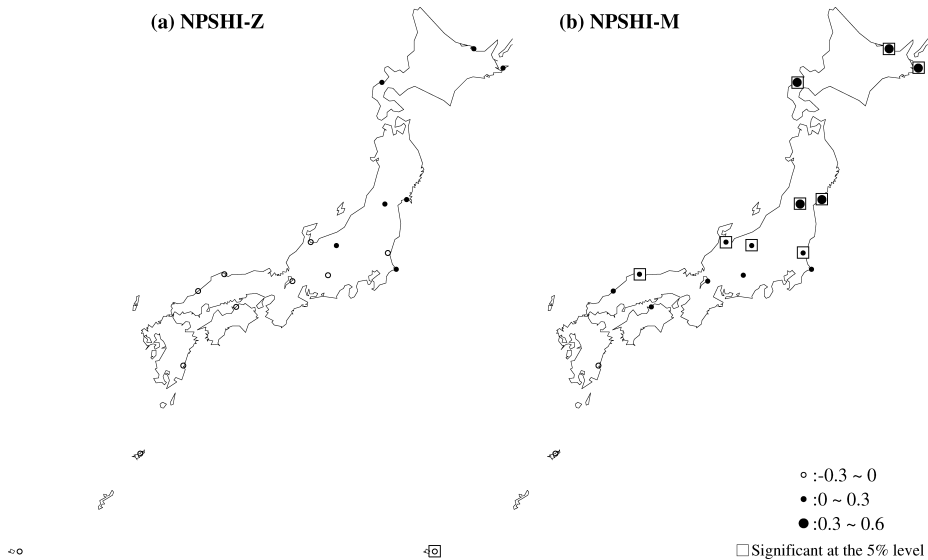 (a) NPSHI-Z
(b) NPSHI-M
:-0.3 ~ 0
:0 ~ 0.3
:0.3 ~ 0.6
Significant at the 5% level